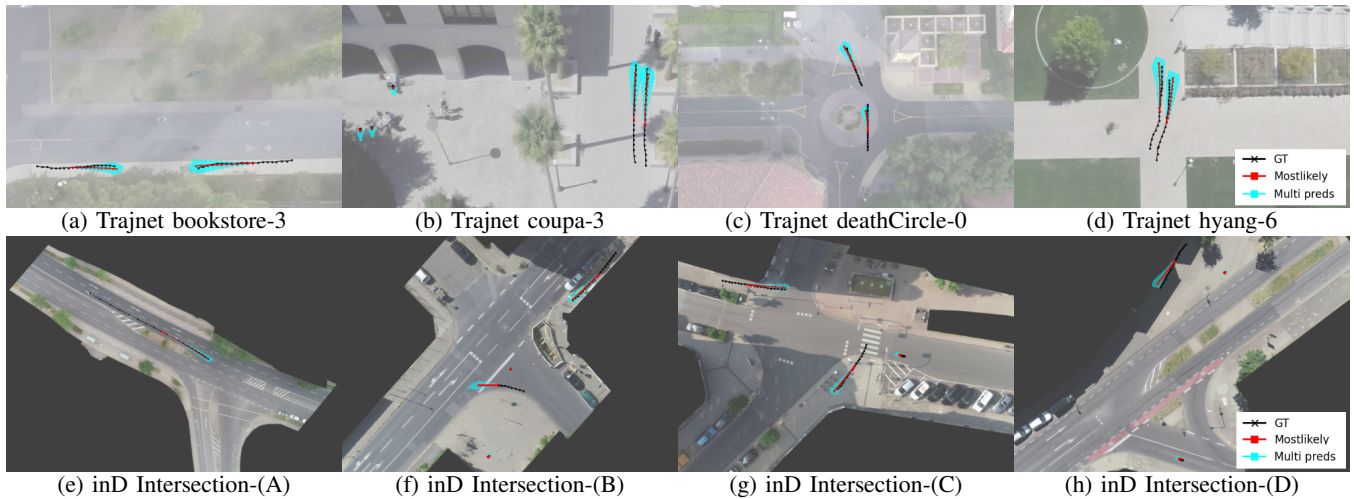 GT
Mostlikely
Multi preds
(a) Trajnet bookstore-3
(b) Trajnet coupa-3
(c) Trajnet deathCircle-0
(d) Trajnet hyang-6
GT
Mostlikely
Multi preds
(e) inD Intersection-(A)
(f) inD Intersection-(B)
(g) inD Intersection-(C)
(h) inD Intersection-(D)